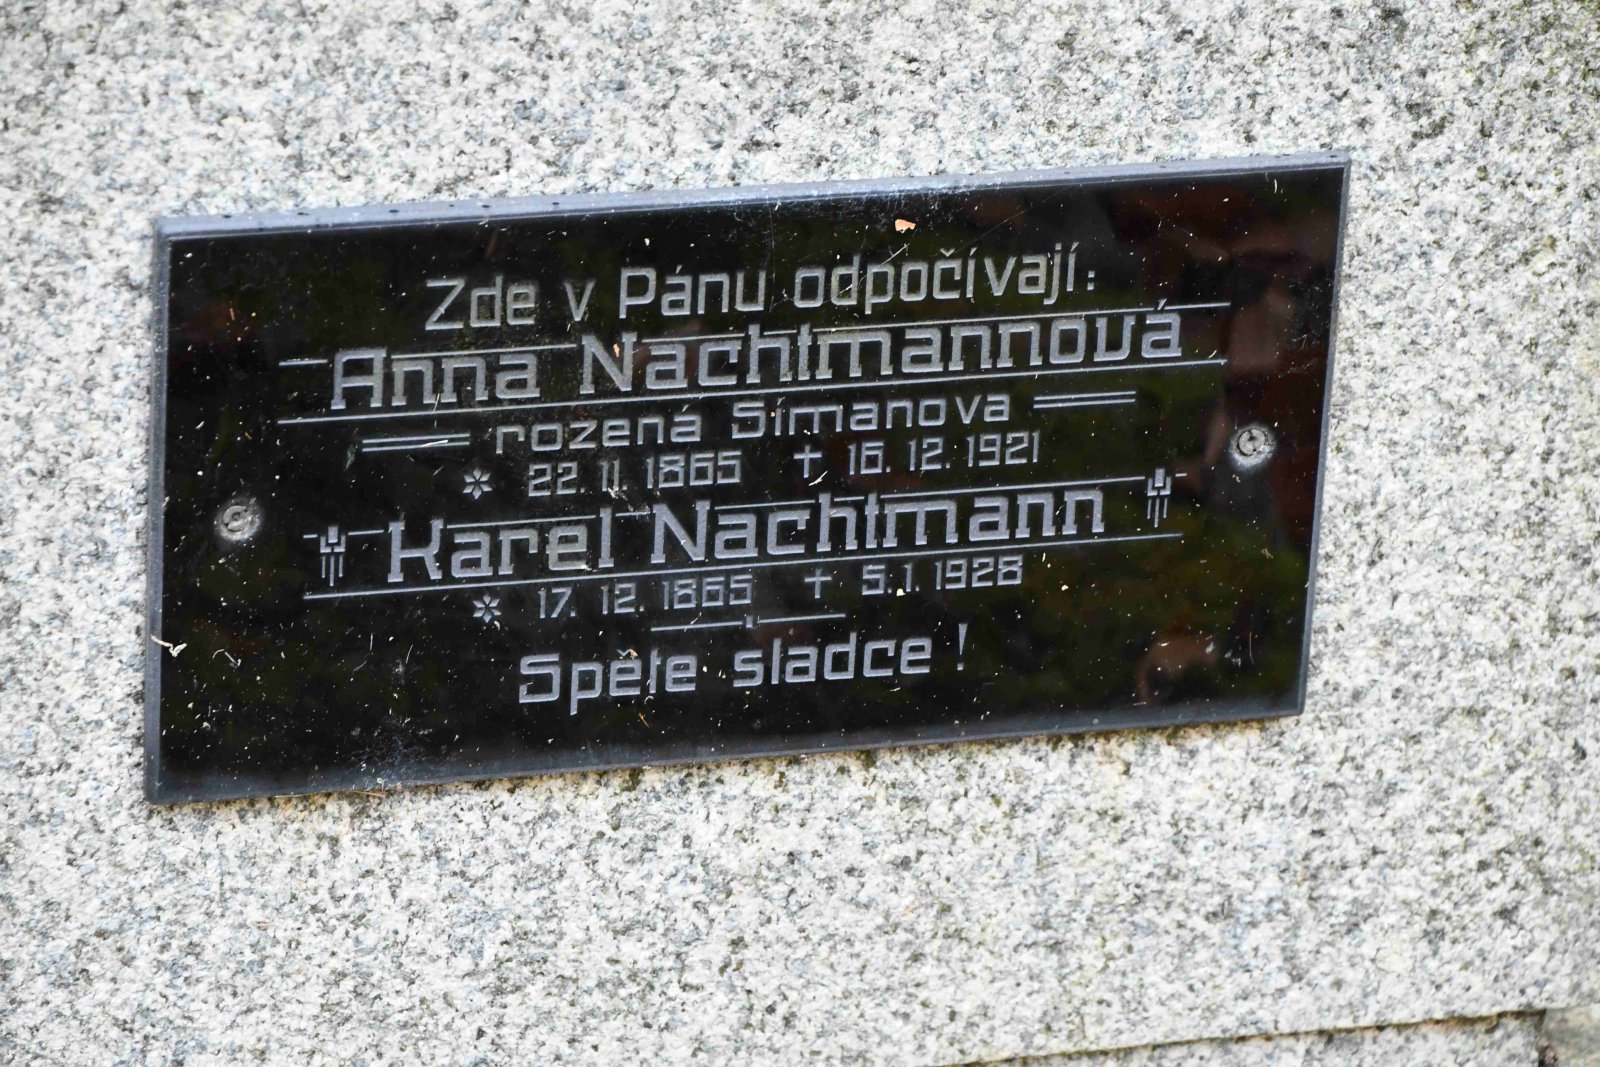 Zde v Pánu odpočívají:
Anna Nachtmannová
rozená Simanova
* 22. 11. 1865 † 16. 12. 1921
Karel Nachtmann
* 17. 12. 1865 † 5. 1. 1928
Spěte sladce!